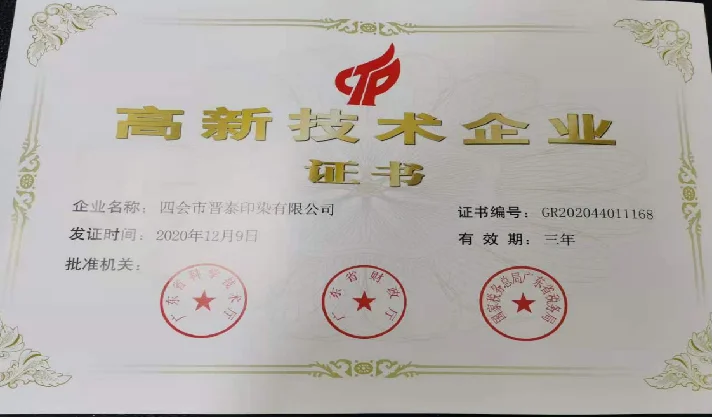 高新技术企业
证书
企业名称：四会市晋泰印染有限公司
证书编号：GR202044011168
发证时间：2020年12月9日
有效期：三年
批准机关：
广东省科学技术厅
广东省财政厅
国家税务总局广东省税务局